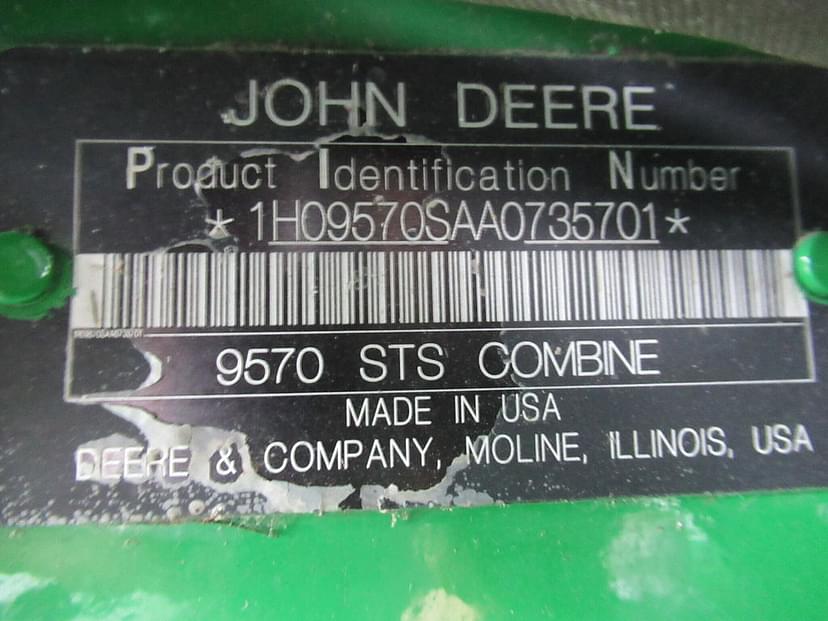 JOHN DEERE
Product Identification Number
*1H09570SAA0735701*
9570 STS COMBINE
MADE IN USA
DEERE & COMPANY, MOLINE, ILLINOIS, USA